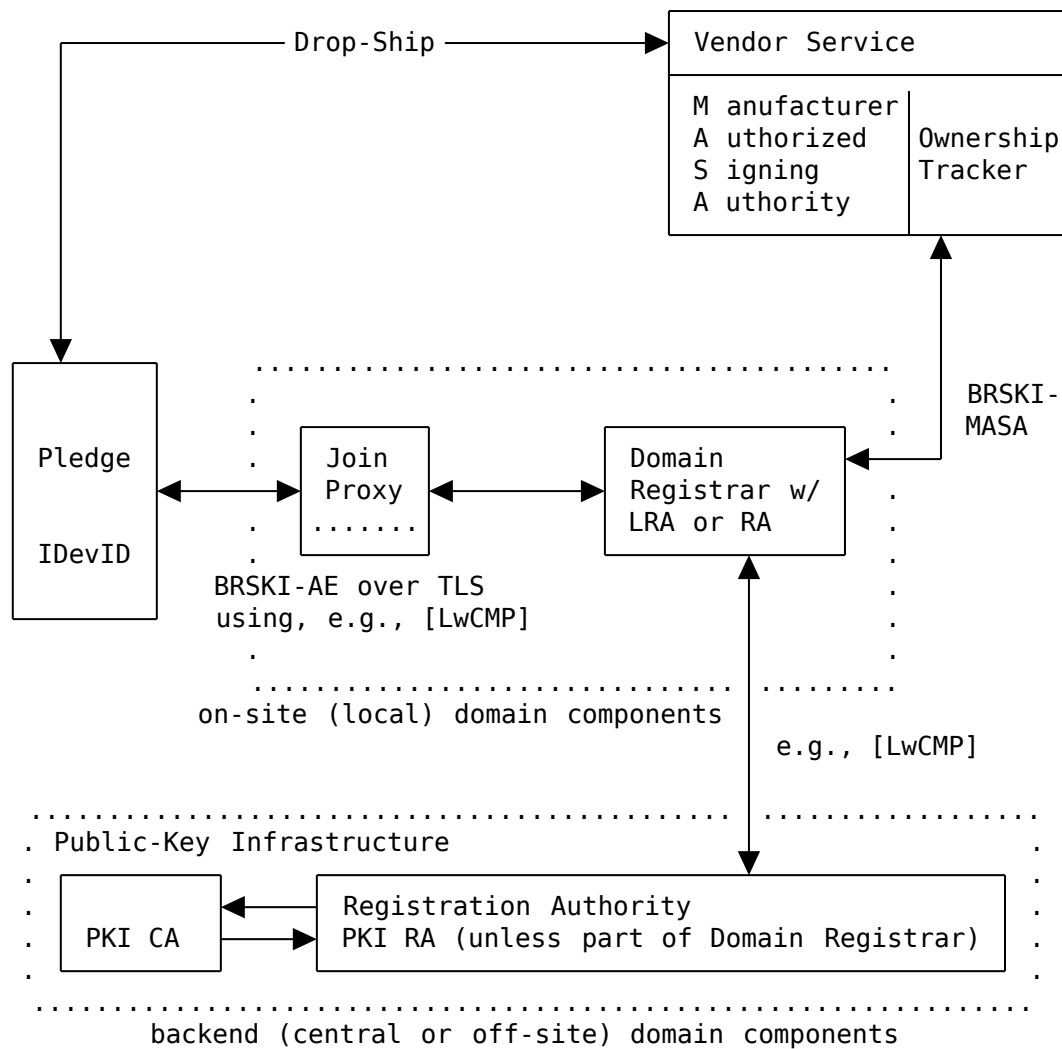 Drop-Ship
Vendor Service
M anufacturer
A uthorized
S igning
A uthority
Ownership
Tracker
BRSKI-
MASA
Pledge
IDevID
Join
Proxy
.......
Domain
Registrar w/
LRA or RA
BRSKI-AE over TLS
using, e.g., [LwCMP]
on-site (local) domain components
e.g., [LwCMP]
Public-Key Infrastructure
PKI CA
Registration Authority
PKI RA (unless part of Domain Registrar)
backend (central or off-site) domain components